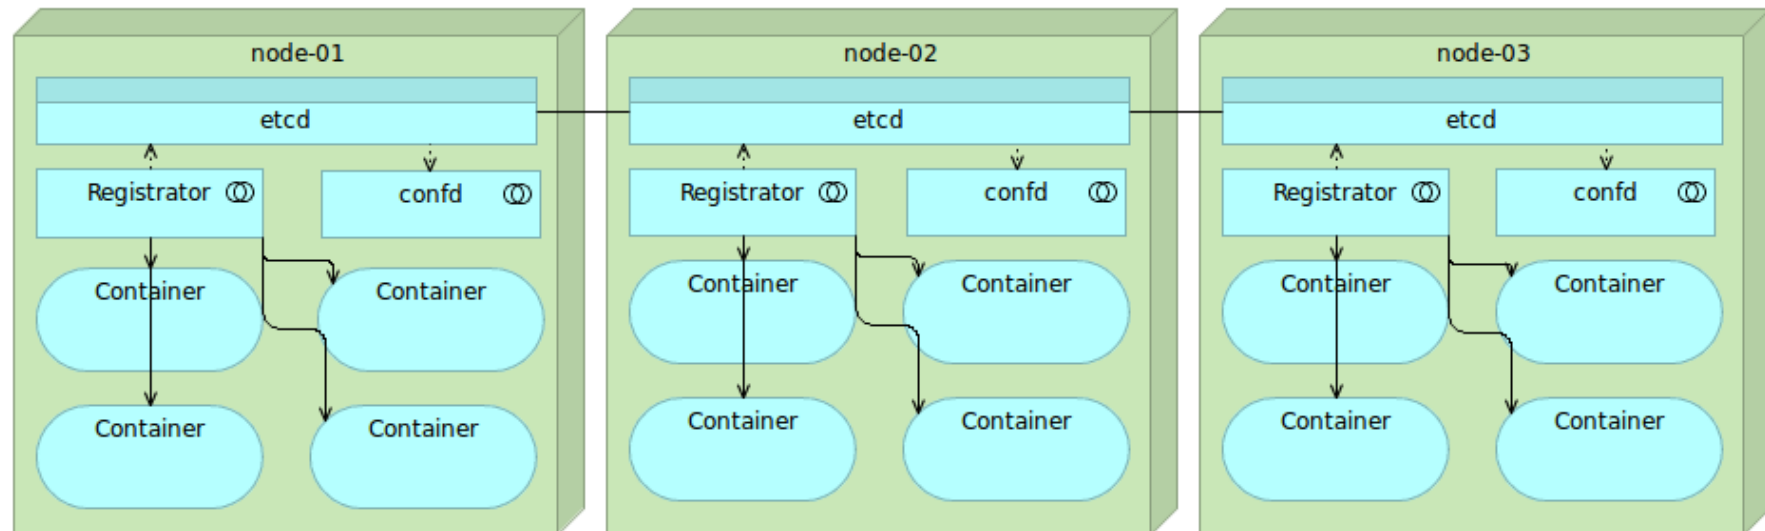 node-01
etcd
Registrator
confd
Container
Container
Container
Container
node-02
etcd
Registrator
confd
Container
Container
Container
Container
node-03
etcd
Registrator
confd
Container
Container
Container
Container